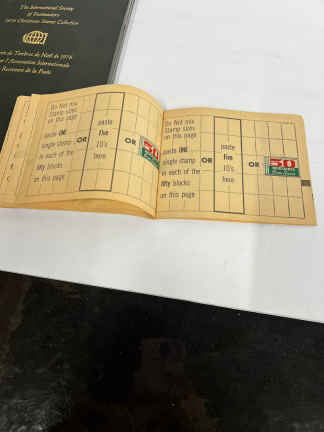 The International Society
of Postmasters
1976 Christmas Stamp Collection
de Timbres de Noël de 1976
l'Association Internationale
de la Poste
Do Not mix
Stamp sizes
on this page
paste ONE
single stamp
in each of the
fifty blocks
on this page
OR
paste
five
10's
here
OR
50
Do Not mix
Stamp sizes
on this page
paste ONE
single stamp
in each of the
fifty blocks
on this page
OR
paste
five
10's
here
OR
50